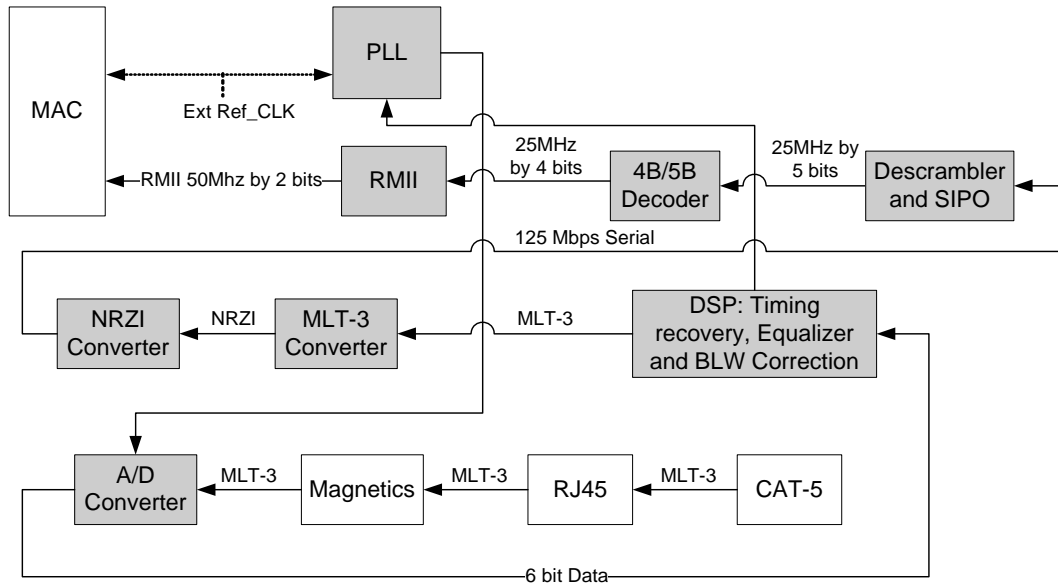 PLL
MAC
Ext Ref_CLK
25MHz
by 4 bits
25MHz by
5 bits
RMII 50Mhz by 2 bits
RMII
4B/5B
Decoder
Descrambler
and SIPO
125 Mbps Serial
NRZI
Converter
NRZI
MLT-3
Converter
MLT-3
DSP: Timing
recovery, Equalizer
and BLW Correction
A/D
Converter
MLT-3
Magnetics
MLT-3
RJ45
MLT-3
CAT-5
6 bit Data